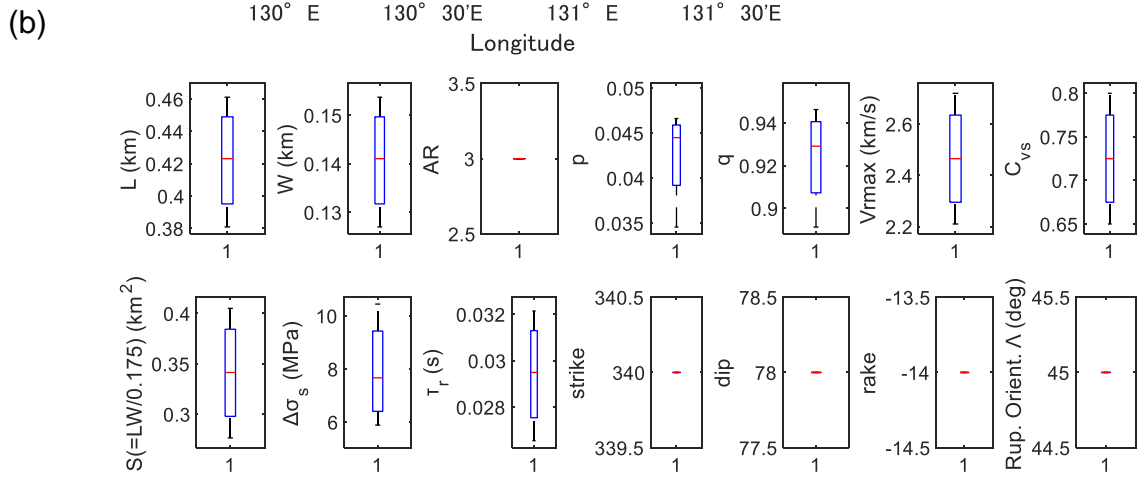 (b)
130° E 130° 30'E 131° E 131° 30'E
Longitude
L (km) 0.46 0.44 0.42 0.4 0.38 1
W (km) 0.15 0.14 0.13 1
AR 3.5 3 2.5 1
p 0.05 0.045 0.04 0.035 1
q 0.94 0.92 0.9 1
Vrmax (km/s) 2.6 2.4 2.2 1
C_vs 0.8 0.75 0.7 0.65 1
S(=LW/0.175) (km²) 0.4 0.35 0.3 1
Δσ_s (MPa) 10 8 6 1
τ_r (s) 0.032 0.03 0.028 1
strike 340.5 340 339.5 1
dip 78.5 78 77.5 1
rake -13.5 -14 -14.5 1
Rup. Orient. Λ (deg) 45.5 45 44.5 1